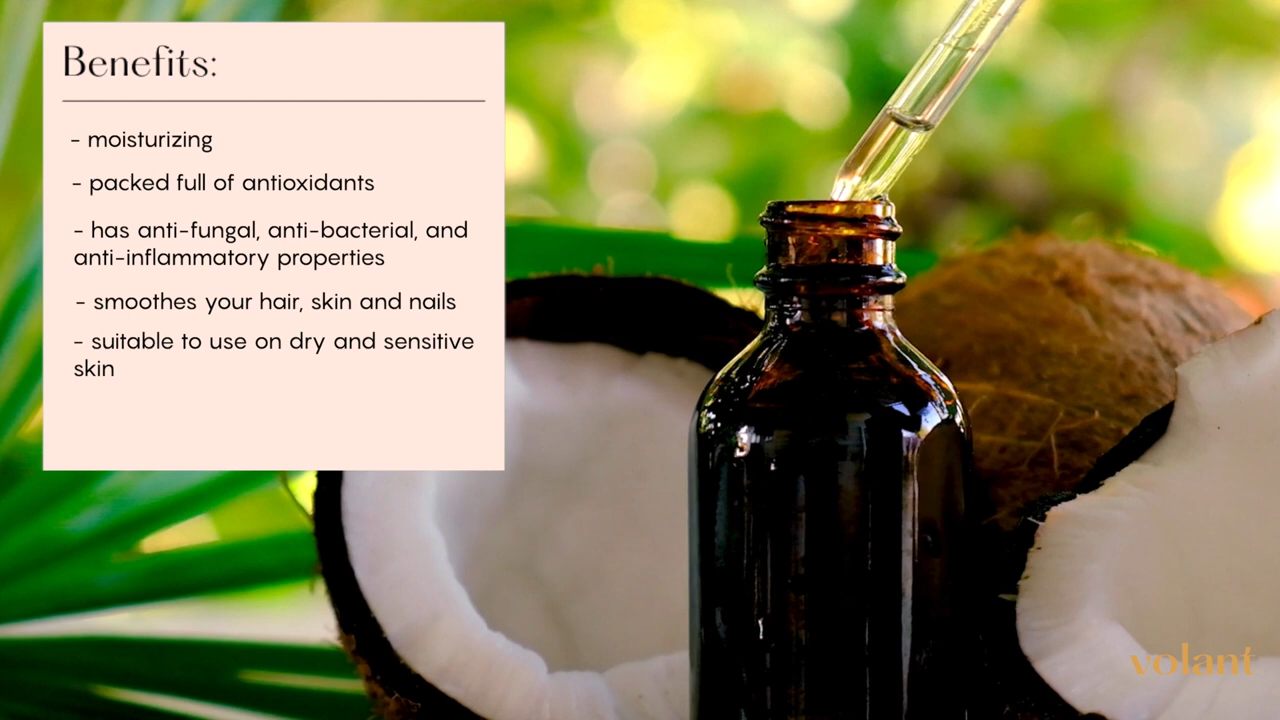 Benefits:
- moisturizing
- packed full of antioxidants
- has anti-fungal, anti-bacterial, and
anti-inflammatory properties
- smoothes your hair, skin and nails
- suitable to use on dry and sensitive
skin
volant